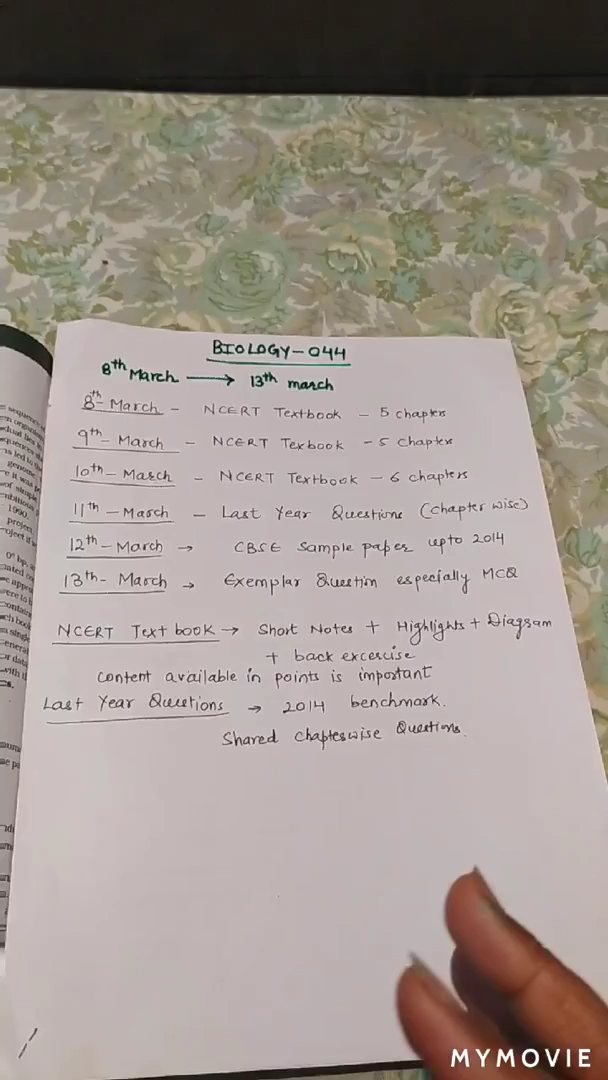 BIOLOGY-044
8th March → 13th march
8th March - NCERT Textbook - 5 chapters
9th - March - NCERT Texbook - 5 Chapters
10th - March - NCERT Textbook - 6 chapters
11th - March - Last Year Questions (chapter wise)
12th - March → CBSE Sample paper upto 2014
13th - March → Exemplar Question especially MCQ
NCERT Text book → Short Notes + Highlights + Diagram
+ back excercise
Content available in points is important
Last Year Questions → 2014 benchmark.
Shared Chapterswise Questions.
MYMOVIE